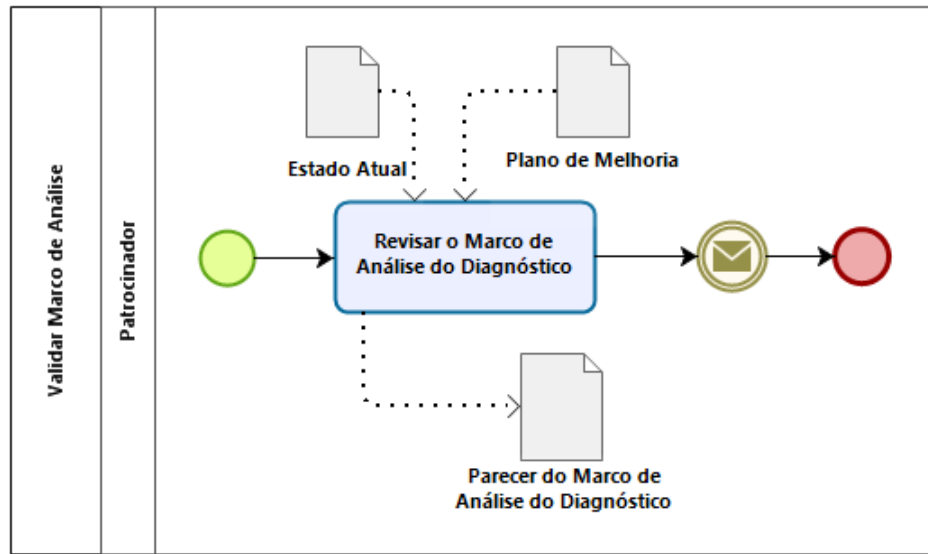 Validar Marco de Análise
Patrocinador
Estado Atual
Plano de Melhoria
Revisar o Marco de
Análise do Diagnóstico
Parecer do Marco de
Análise do Diagnóstico